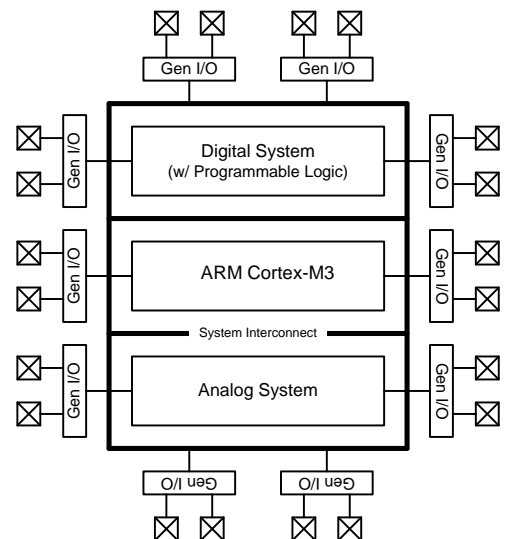 Gen I/O
Gen I/O
Gen I/O
Digital System
(w/ Programmable Logic)
Gen I/O
Gen I/O
ARM Cortex-M3
Gen I/O
System Interconnect
Gen I/O
Analog System
Gen I/O
Gen I/O
Gen I/O